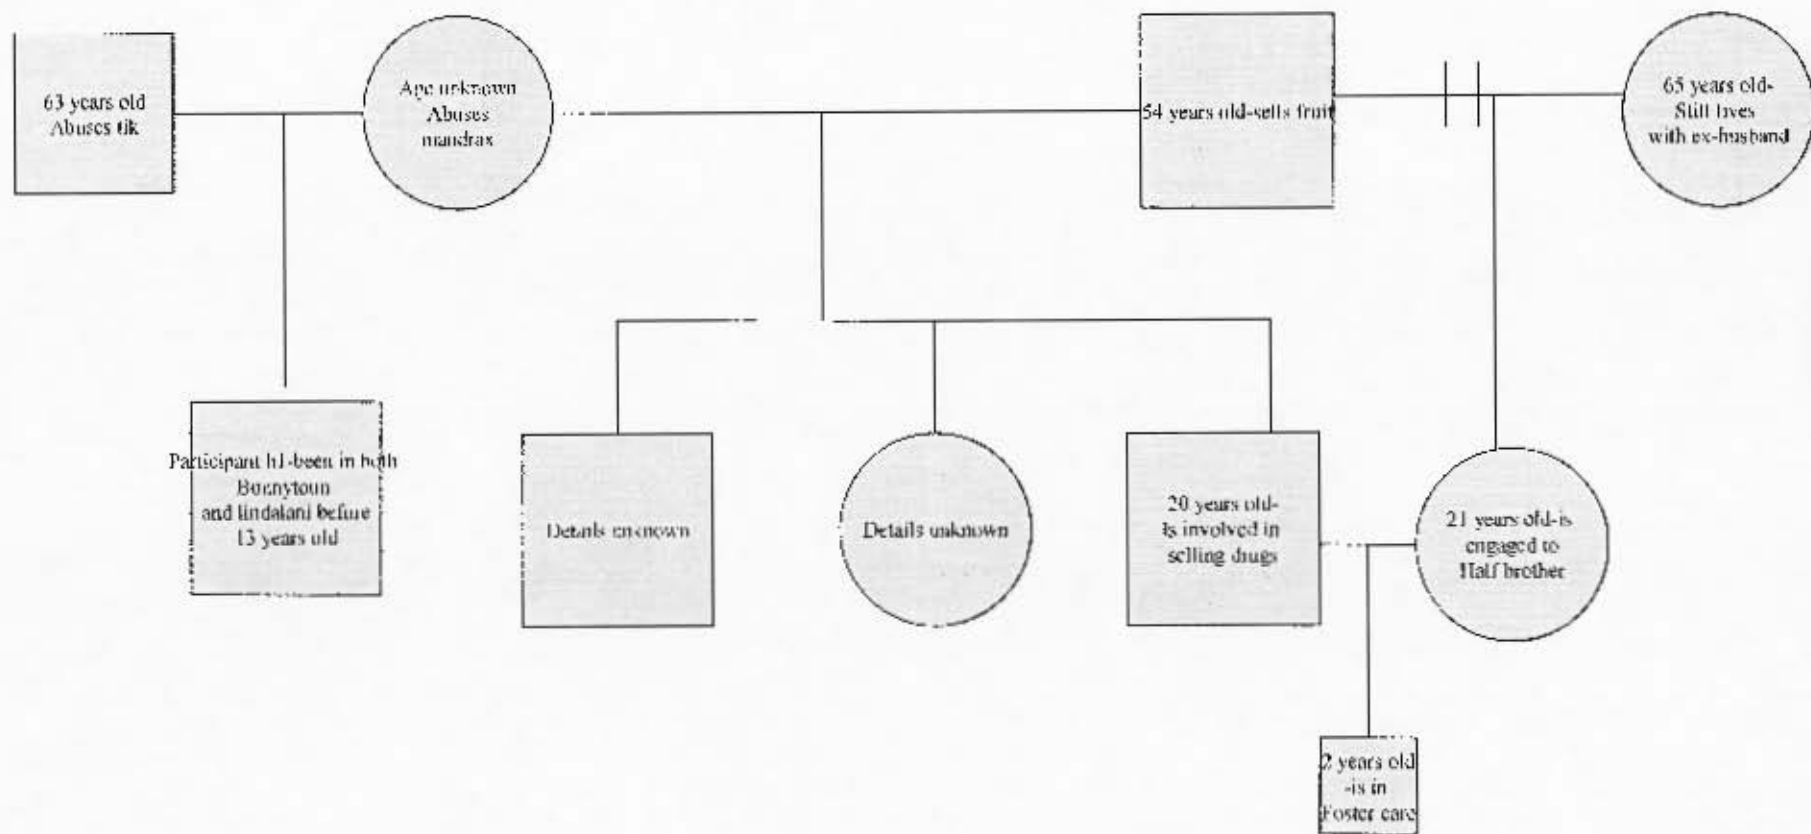 63 years old
Abuses tik
Age unknown
Abuses
mandrax
54 years old-sells fruit
65 years old-
Still lives
with ex-husband
Participant h1-been in both
Bonnytoun
and lindalani before
13 years old
Details unknown
Details unknown
20 years old-
Is involved in
selling drugs
21 years old-is
engaged to
Half brother
2 years old
-is in
Foster care